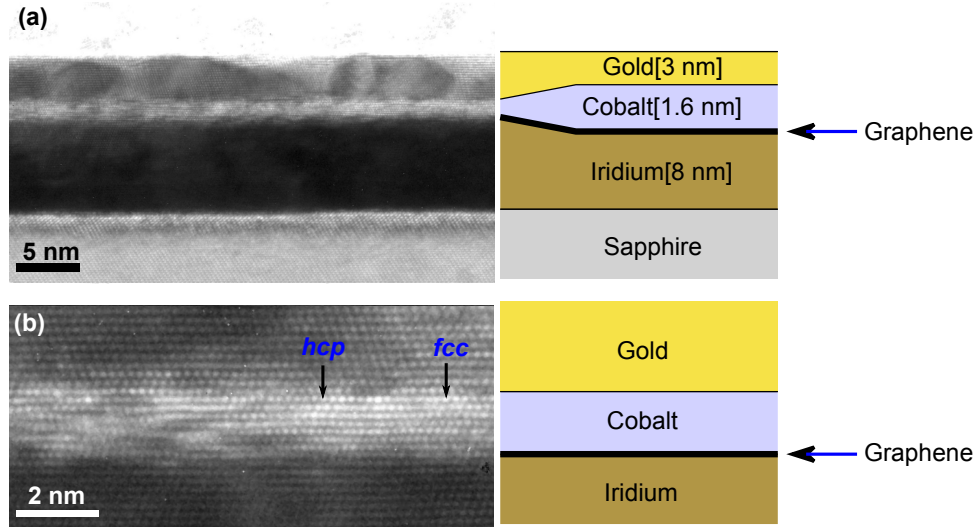 (a)
5 nm
Gold[3 nm]
Cobalt[1.6 nm]
Graphene
Iridium[8 nm]
Sapphire
(b)
hcp
fcc
2 nm
Gold
Cobalt
Graphene
Iridium